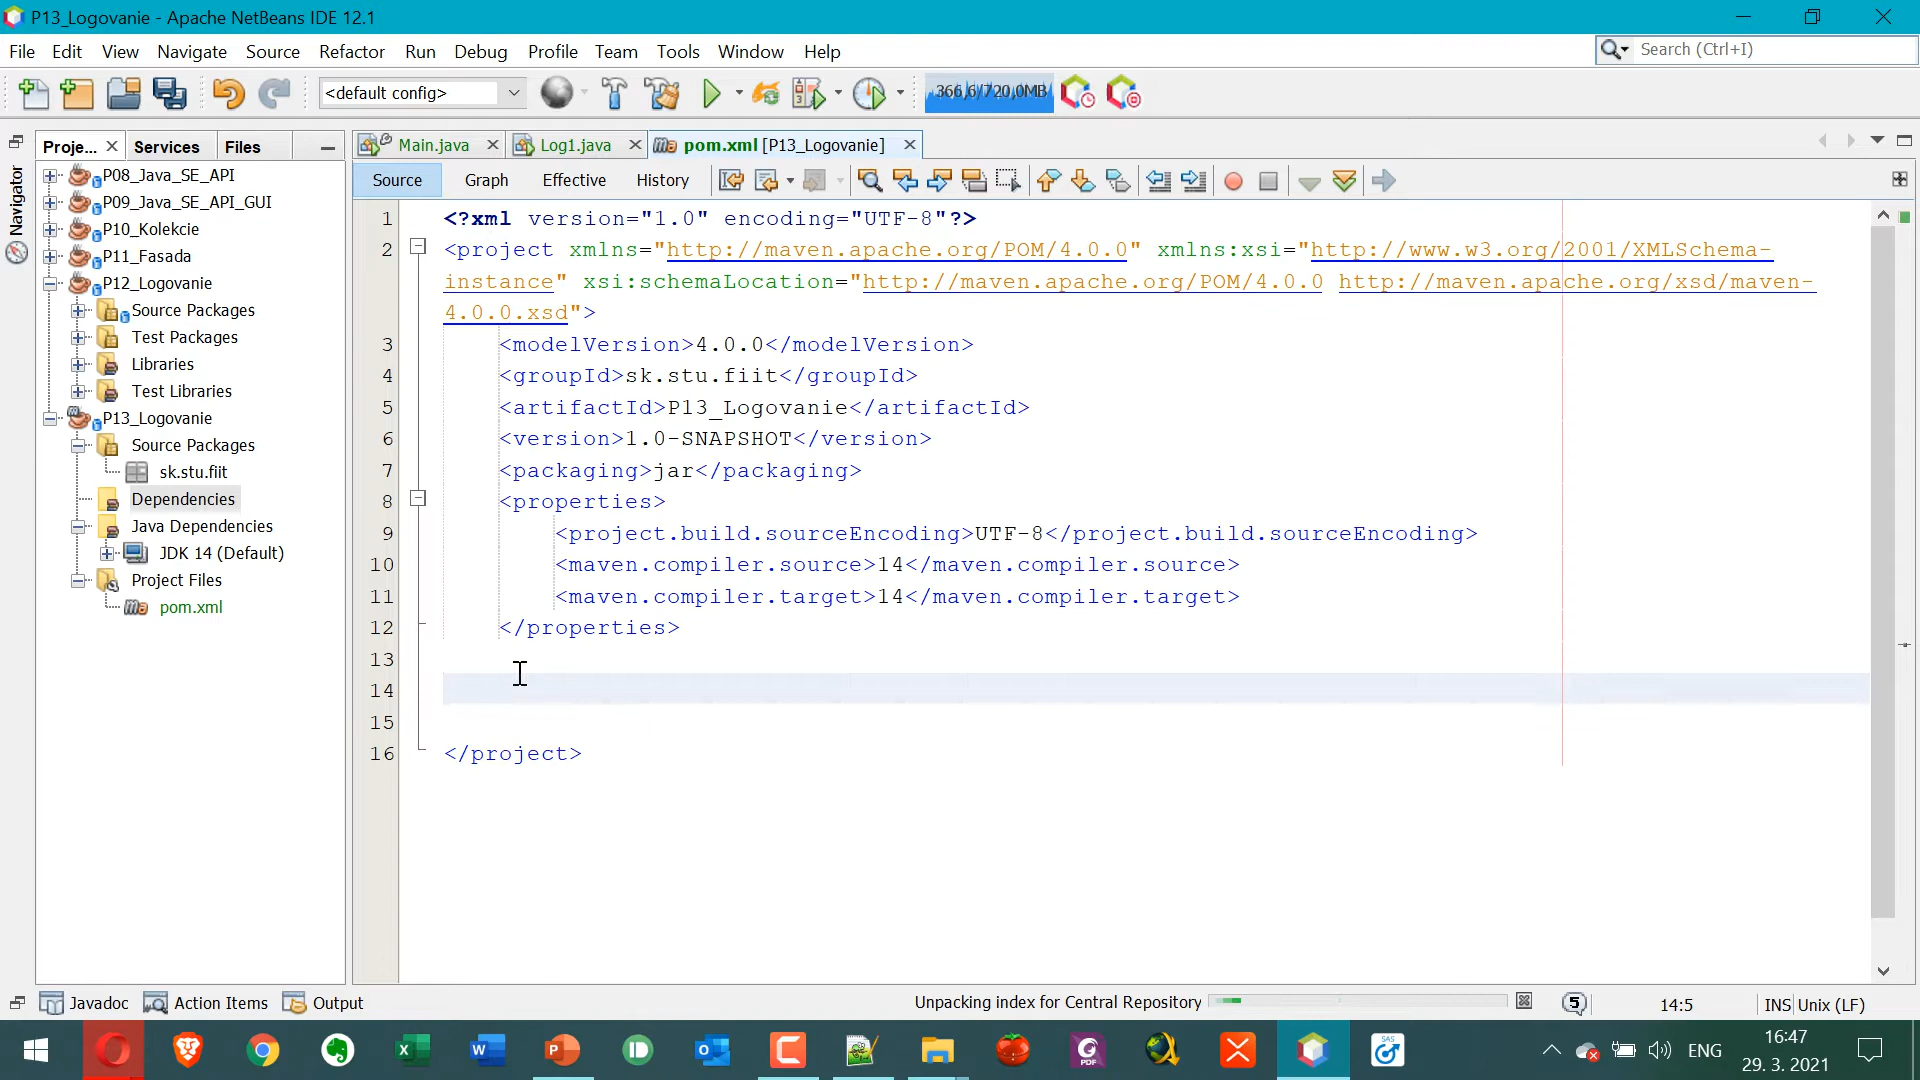 P13_Logovanie - Apache NetBeans IDE 12.1
File Edit View Navigate Source Refactor Run Debug Profile Team Tools Window Help
Search (Ctrl+I)
<default config>
366,6/720,0MB
Proje... Services Files
Main.java Log1.java pom.xml [P13_Logovanie]
Navigator
Source Graph Effective History
P08_Java_SE_API
P09_Java_SE_API_GUI
P10_Kolekcie
P11_Fasada
P12_Logovanie
Source Packages
Test Packages
Libraries
Test Libraries
P13_Logovanie
Source Packages
sk.stu.fiit
Dependencies
Java Dependencies
JDK 14 (Default)
Project Files
pom.xml
1 <?xml version="1.0" encoding="UTF-8"?>
2 <project xmlns="http://maven.apache.org/POM/4.0.0" xmlns:xsi="http://www.w3.org/2001/XMLSchema-
instance" xsi:schemaLocation="http://maven.apache.org/POM/4.0.0 http://maven.apache.org/xsd/maven-
4.0.0.xsd">
3 <modelVersion>4.0.0</modelVersion>
4 <groupId>sk.stu.fiit</groupId>
5 <artifactId>P13_Logovanie</artifactId>
6 <version>1.0-SNAPSHOT</version>
7 <packaging>jar</packaging>
8 <properties>
9 <project.build.sourceEncoding>UTF-8</project.build.sourceEncoding>
10 <maven.compiler.source>14</maven.compiler.source>
11 <maven.compiler.target>14</maven.compiler.target>
12 </properties>
13
14
15
16 </project>
Javadoc Action Items Output
Unpacking index for Central Repository
5
14:5
INS Unix (LF)
ENG
16:47
29. 3. 2021